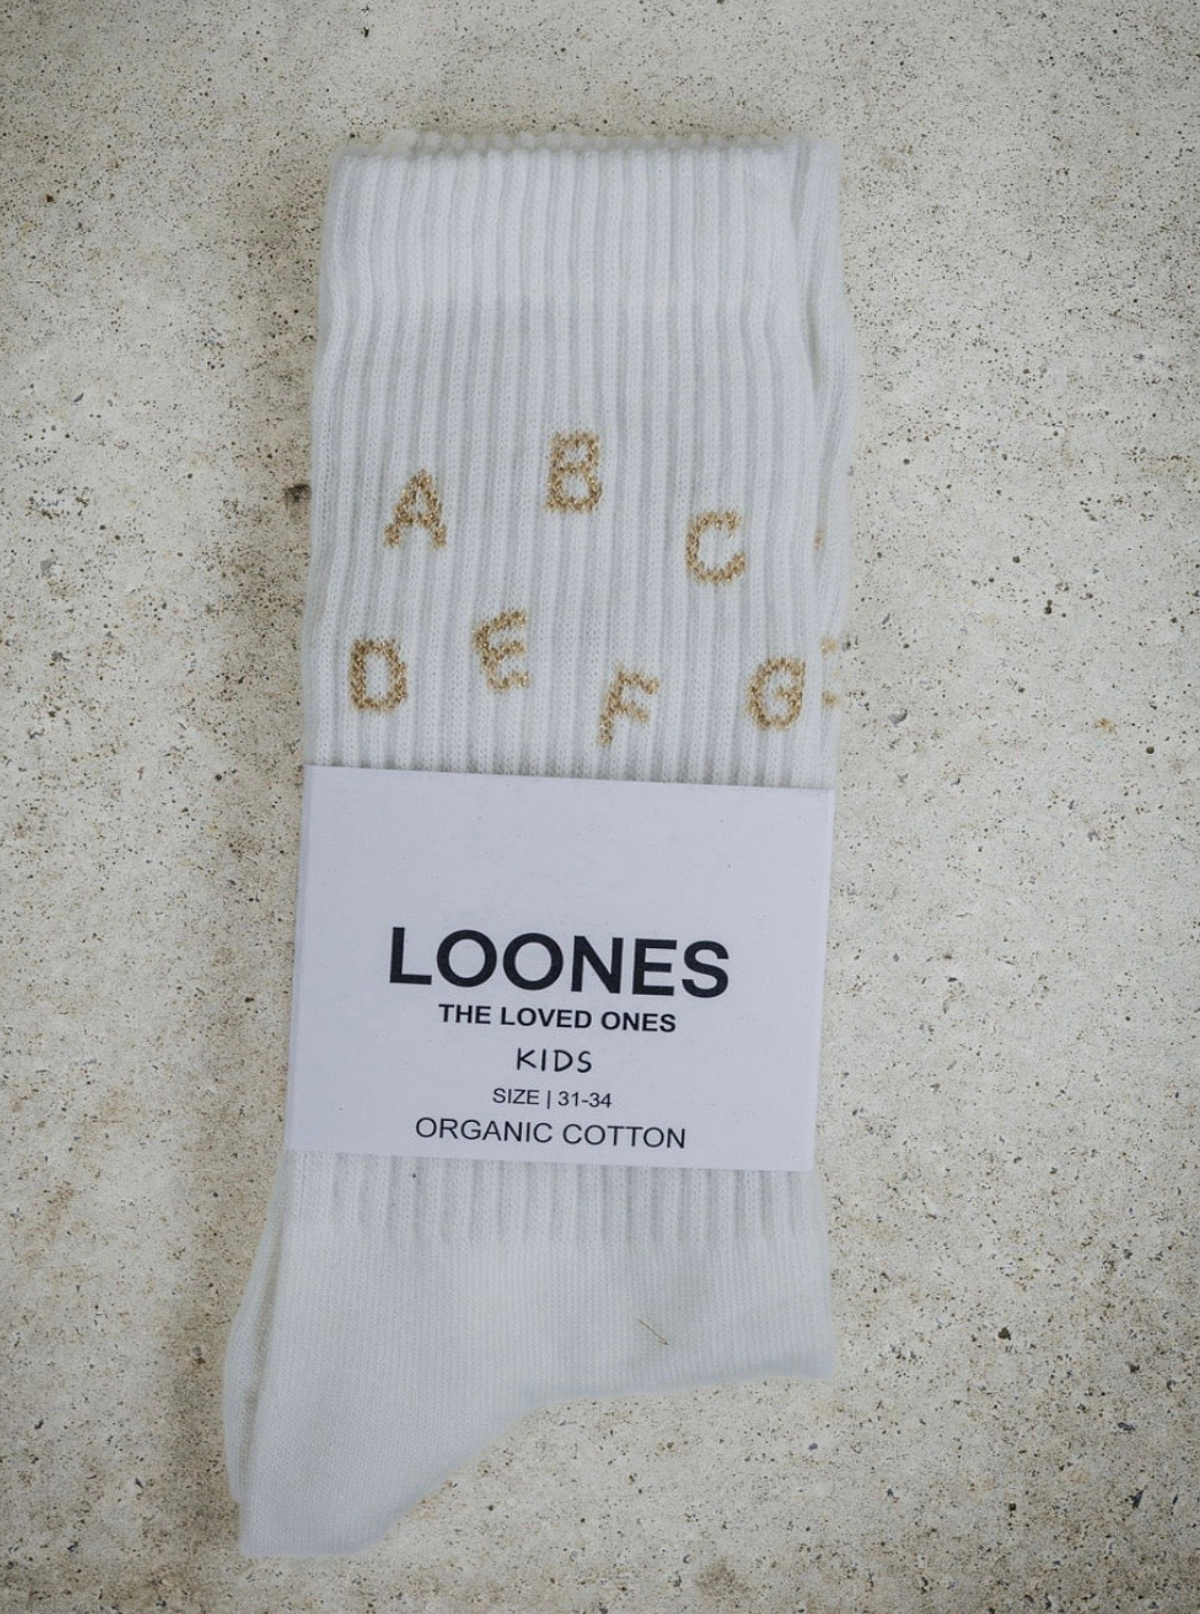 A B C
D E F G
LOONES
THE LOVED ONES
KIDS
SIZE | 31-34
ORGANIC COTTON